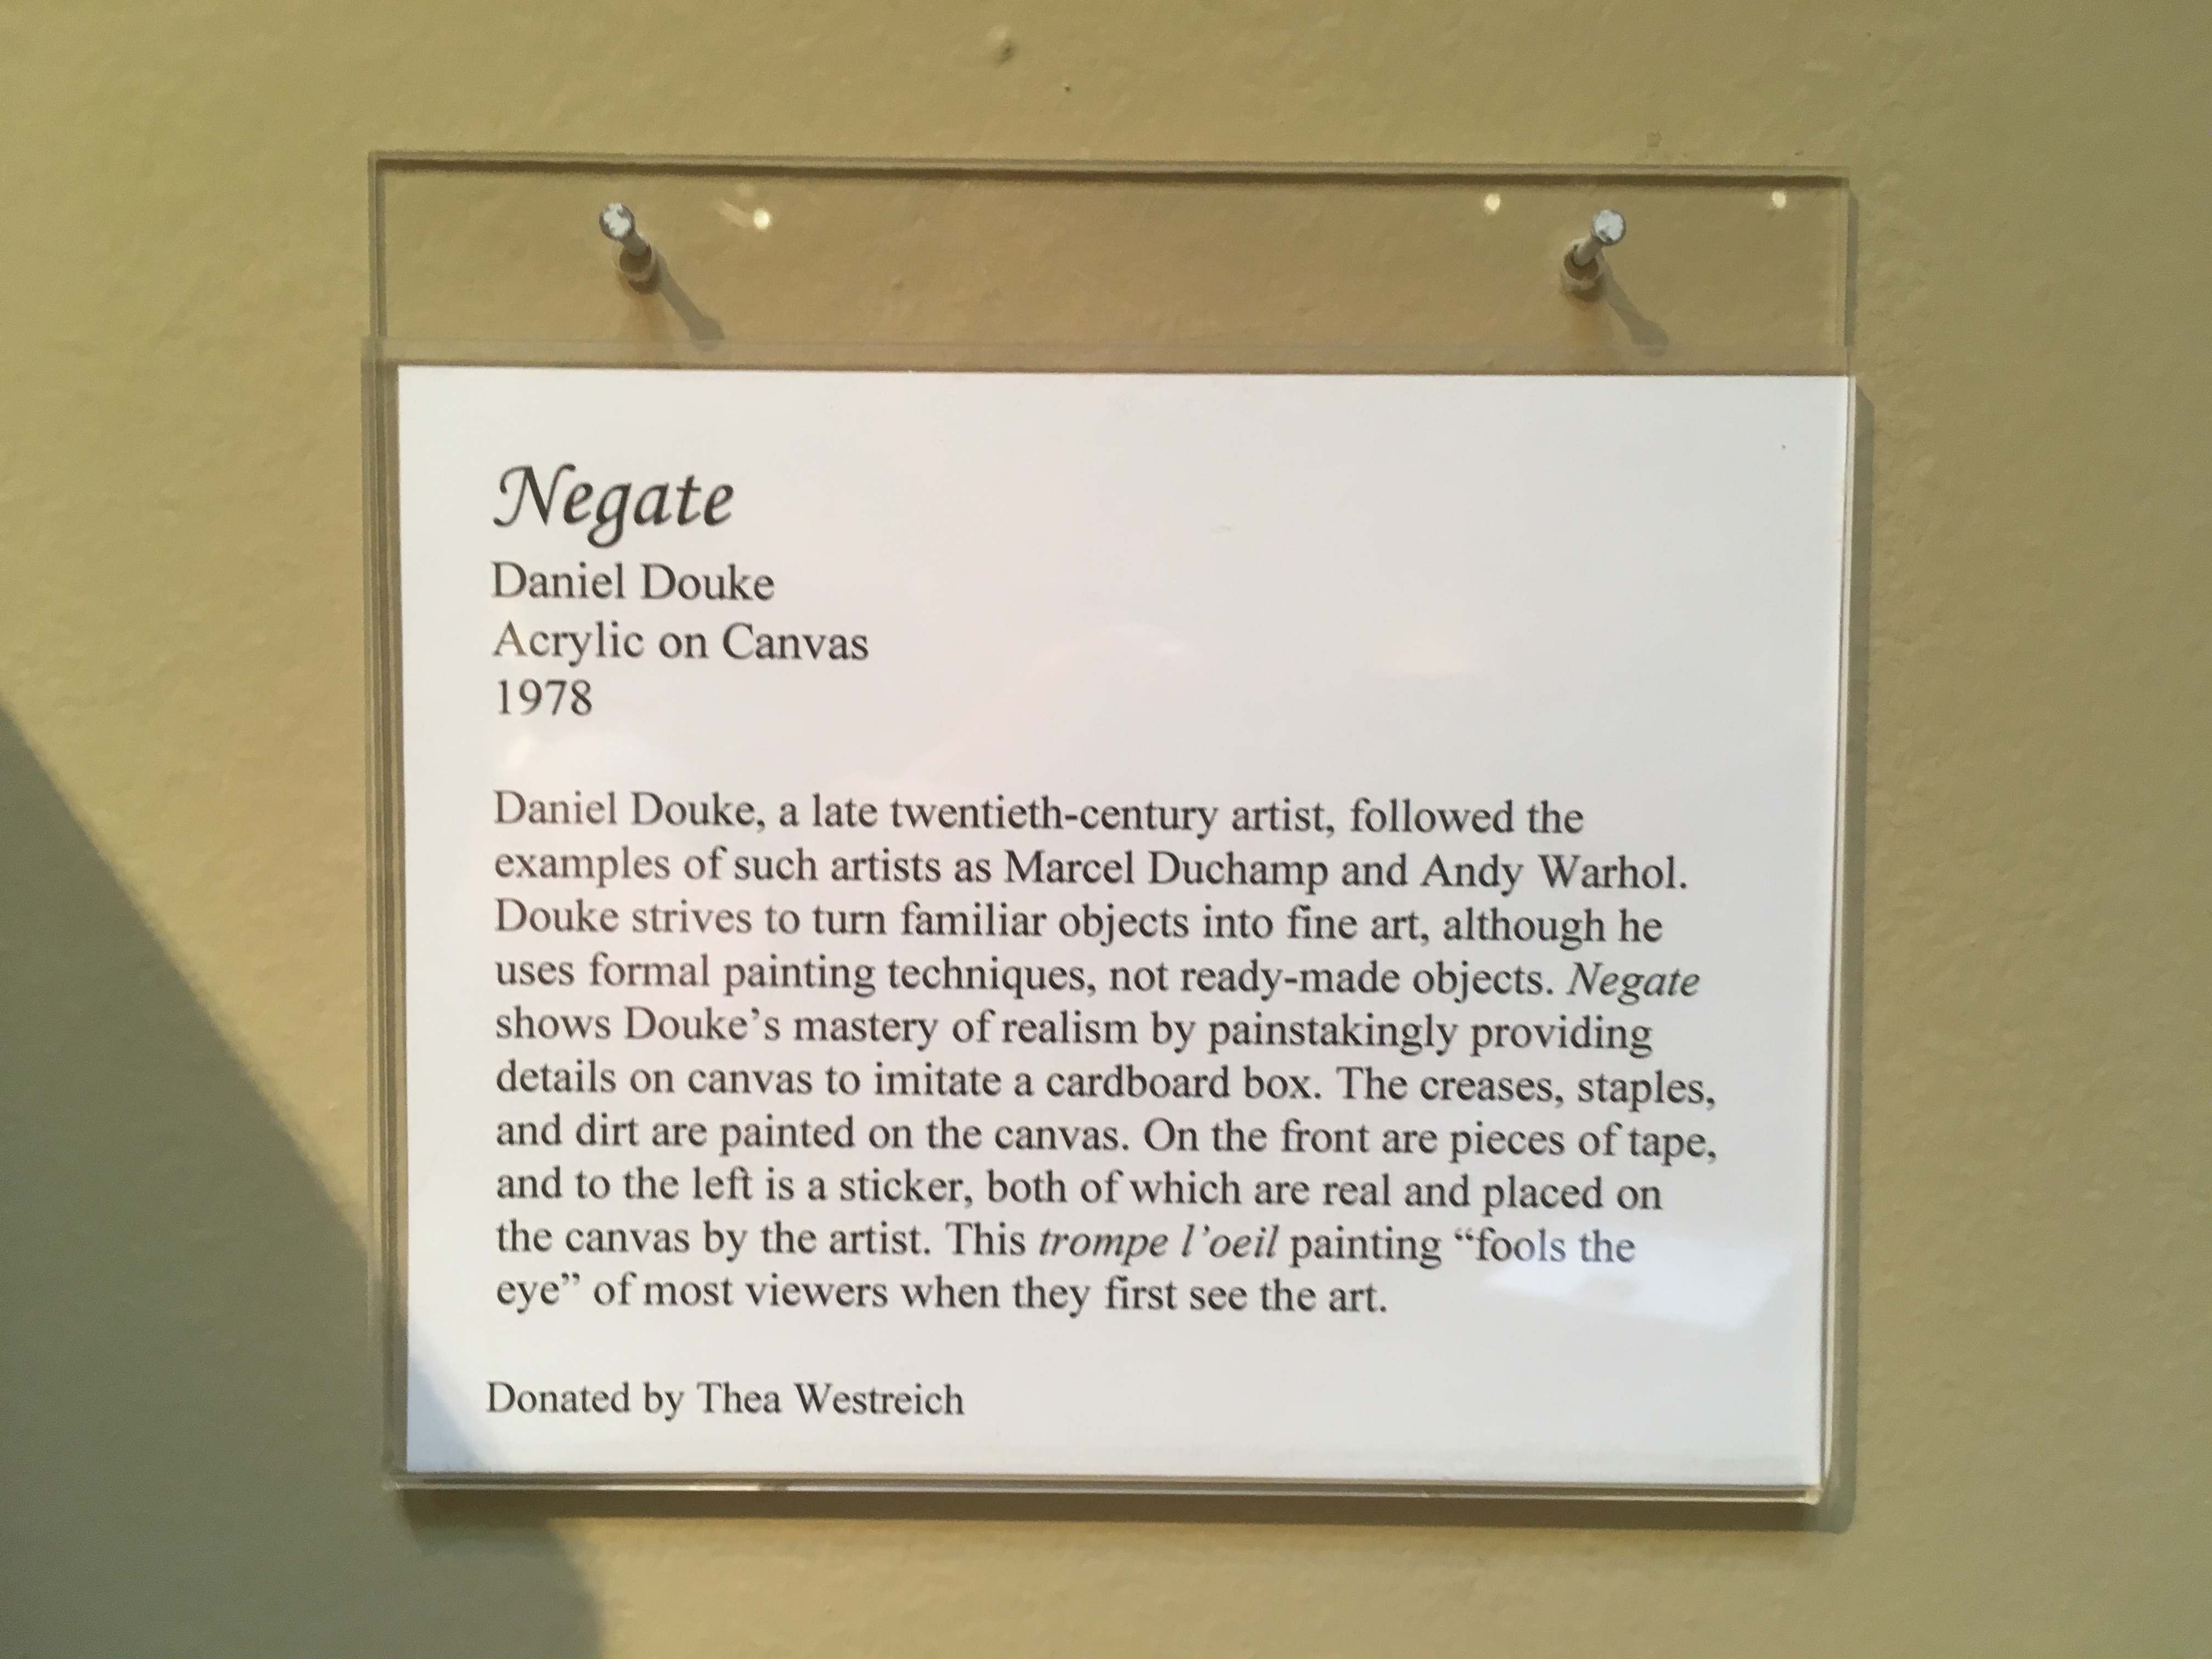 Negate
Daniel Douke
Acrylic on Canvas
1978
Daniel Douke, a late twentieth-century artist, followed the
examples of such artists as Marcel Duchamp and Andy Warhol.
Douke strives to turn familiar objects into fine art, although he
uses formal painting techniques, not ready-made objects. Negate
shows Douke’s mastery of realism by painstakingly providing
details on canvas to imitate a cardboard box. The creases, staples,
and dirt are painted on the canvas. On the front are pieces of tape,
and to the left is a sticker, both of which are real and placed on
the canvas by the artist. This trompe l’oeil painting “fools the
eye” of most viewers when they first see the art.
Donated by Thea Westreich